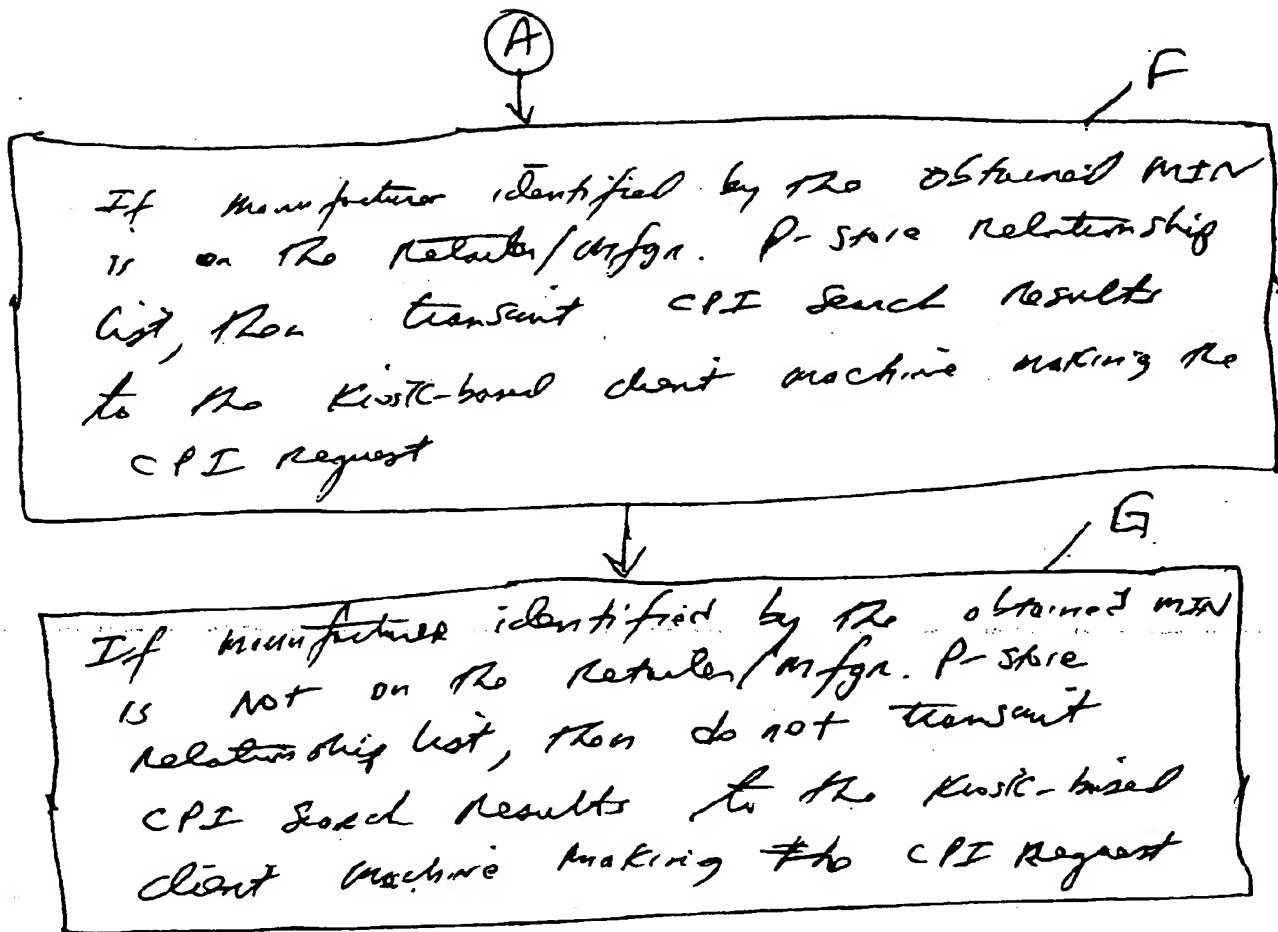 A
F
If manufacturer identified by the obtained MIN
is on the Retailer/Mfgr. P-Store Relationship
list, then transmit CPI Search Results
to the Kiosk-based client machine making the
CPI Request
G
If manufacturer identified by the obtained MIN
is Not on the Retailer/Mfgr. P-Store
Relationship list, then do not transmit
CPI Search Results to the Kiosk-based
client machine making the CPI Request